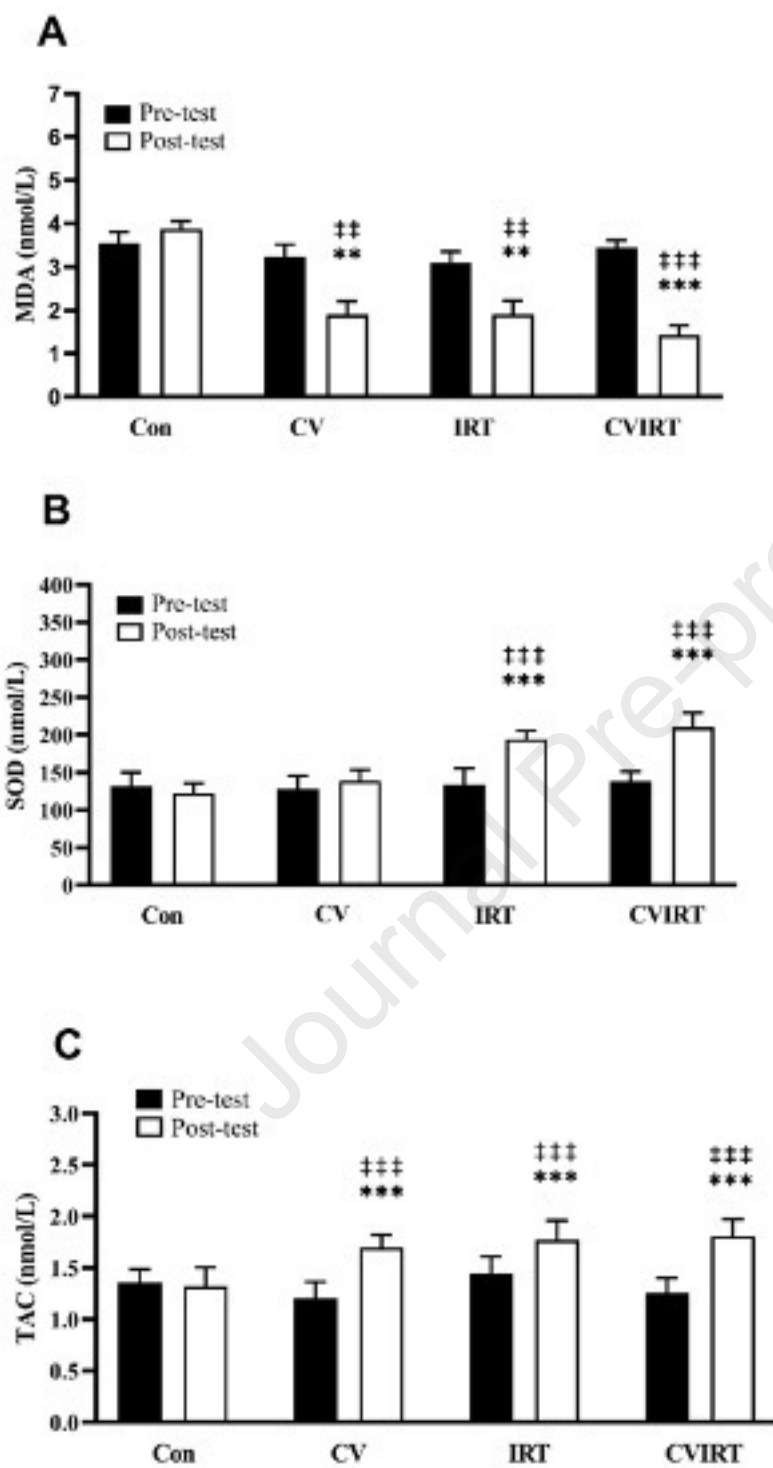 A
7
6
5
4
3
2
1
0
MDA (nmol/L)
Pre-test
Post-test
‡‡
**
‡‡
**
‡‡‡
***
Con CV IRT CVIRT
B
400
350
300
250
200
150
100
50
0
SOD (nmol/L)
Pre-test
Post-test
‡‡‡
***
‡‡‡
***
Con CV IRT CVIRT
C
3.0
2.5
2.0
1.5
1.0
0.5
0.0
TAC (nmol/L)
Pre-test
Post-test
‡‡‡
***
‡‡‡
***
‡‡‡
***
Con CV IRT CVIRT
Journal Pre-pr